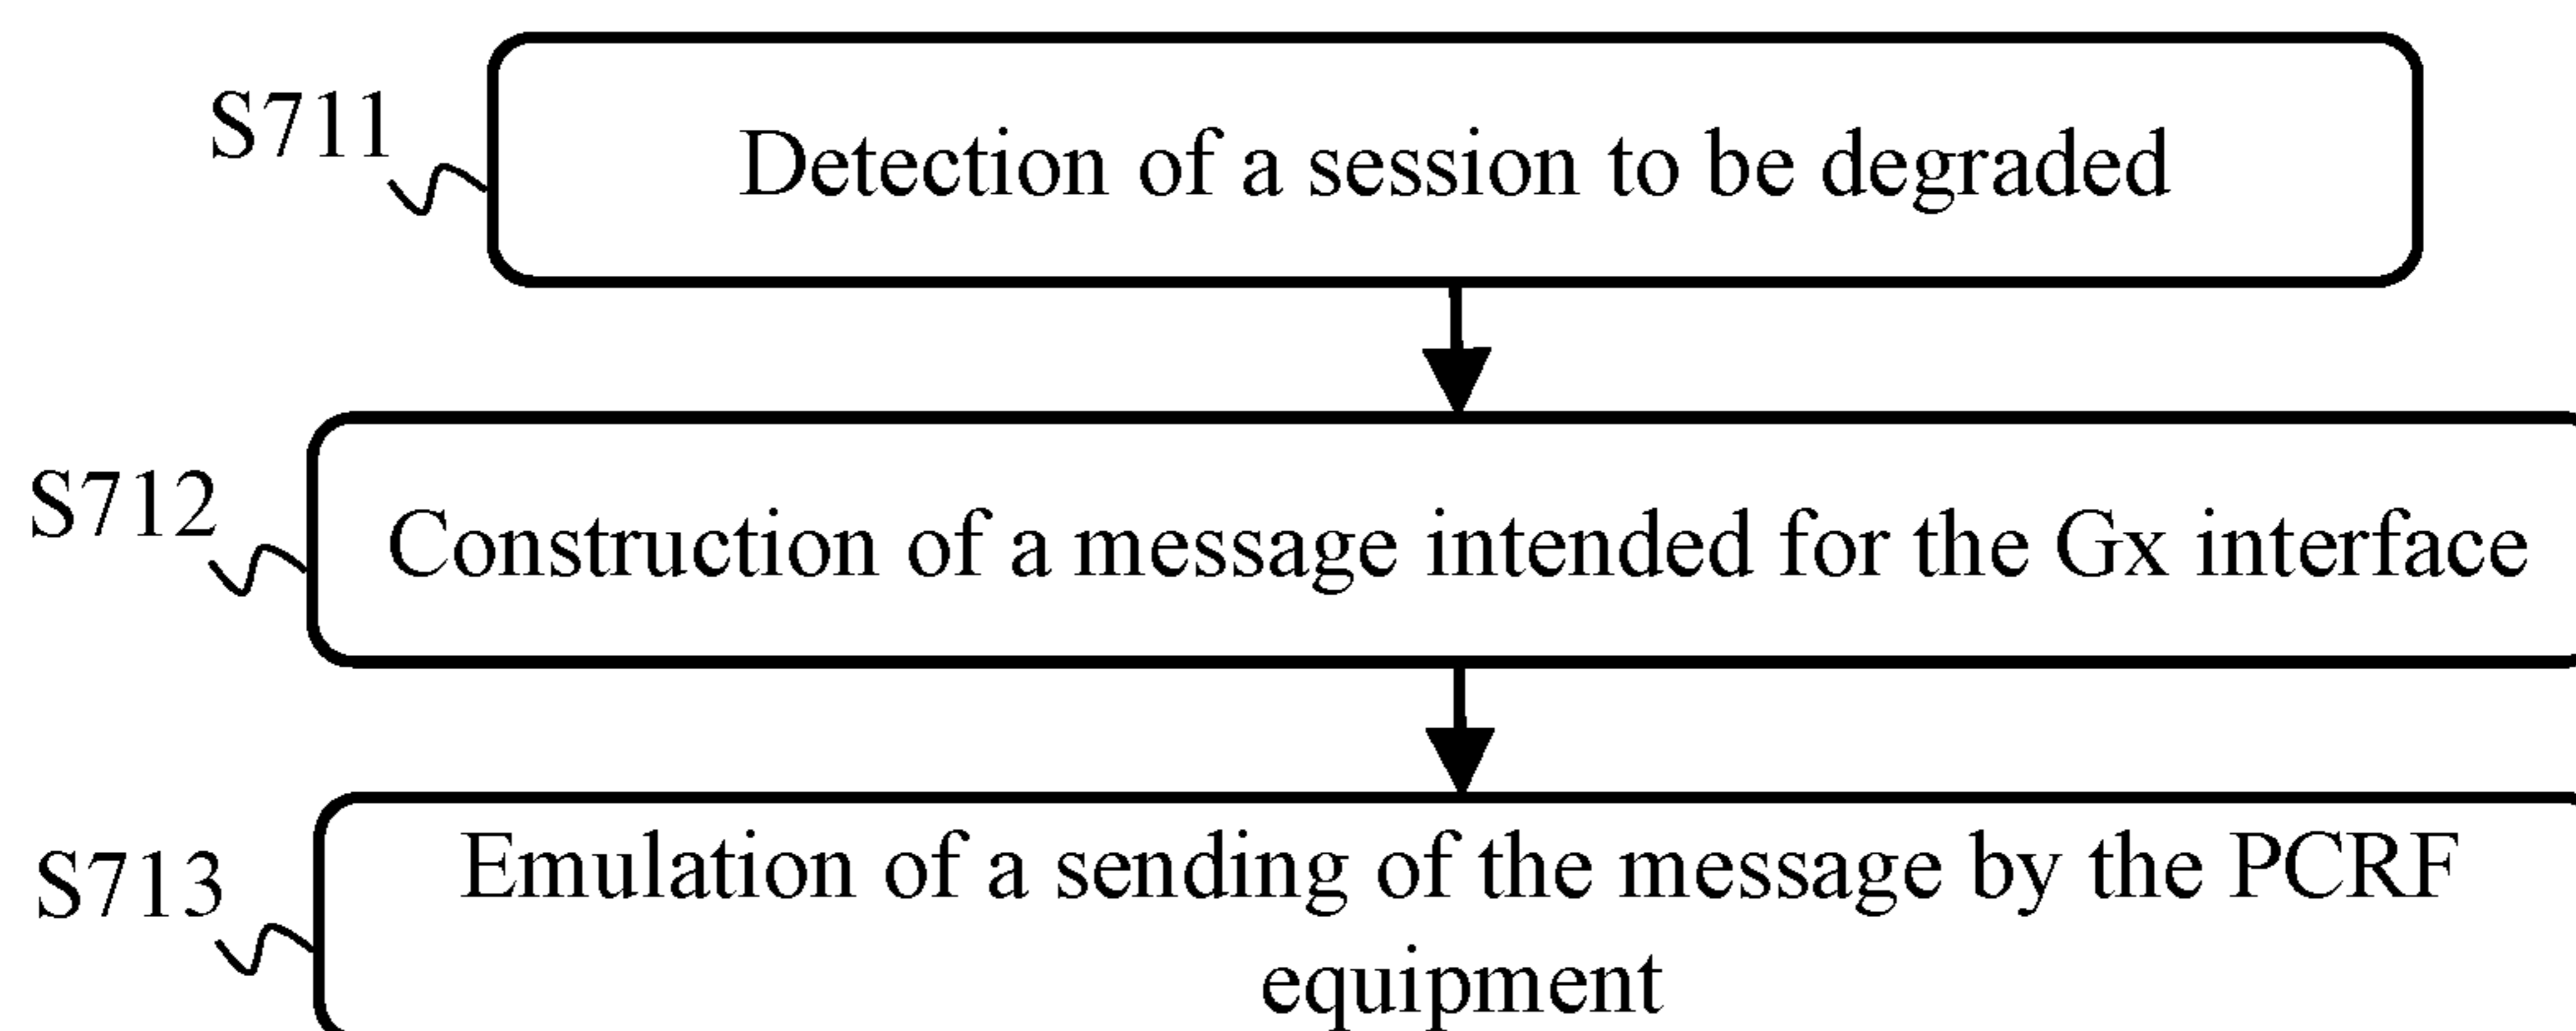 S711
Detection of a session to be degraded
S712
Construction of a message intended for the Gx interface
S713
Emulation of a sending of the message by the PCRF
equipment